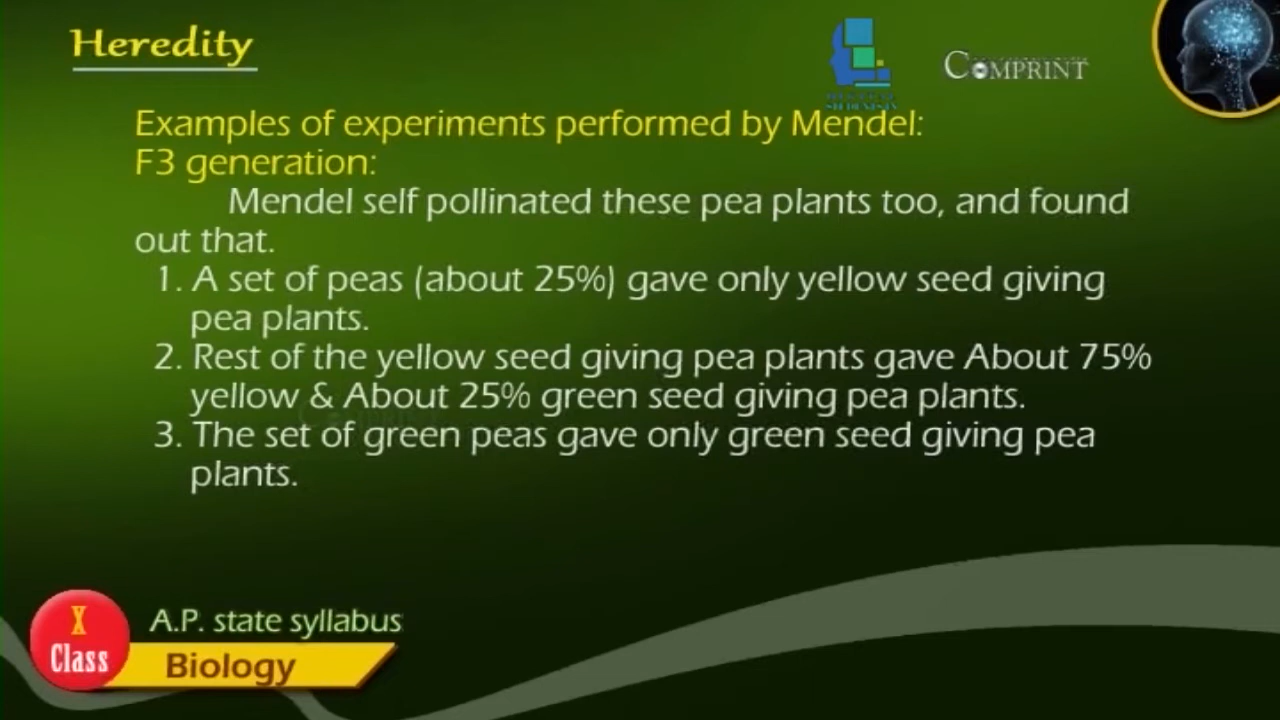 Heredity
COMPRINT
Examples of experiments performed by Mendel:
F3 generation:
Mendel self pollinated these pea plants too, and found
out that.
1. A set of peas (about 25%) gave only yellow seed giving
pea plants.
2. Rest of the yellow seed giving pea plants gave About 75%
yellow & About 25% green seed giving pea plants.
3. The set of green peas gave only green seed giving pea
plants.
X
Class
A.P. state syllabus
Biology